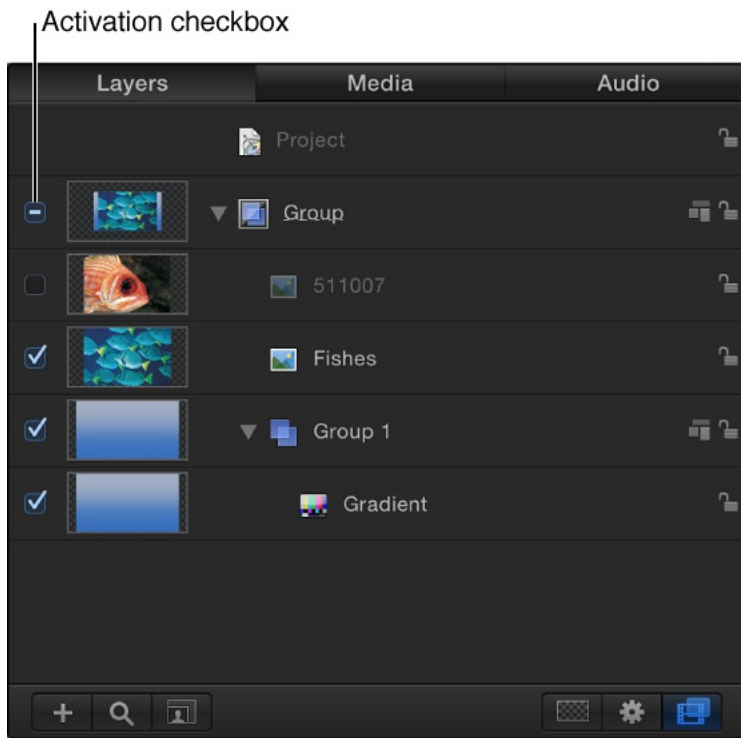 Activation checkbox
Layers Media Audio
Project
Group
511007
Fishes
Group 1
Gradient